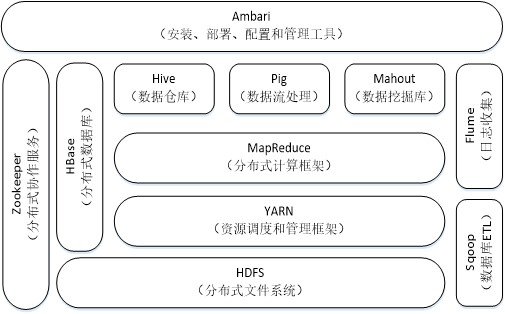 Ambari
（安装、部署、配置和管理工具）
Zookeeper
（分布式协作服务）
HBase
（分布式数据库）
Hive
（数据仓库）
Pig
（数据流处理）
Mahout
（数据挖掘库）
MapReduce
（分布式计算框架）
YARN
（资源调度和管理框架）
HDFS
（分布式文件系统）
Flume
（日志收集）
Sqoop
（数据库ETL）